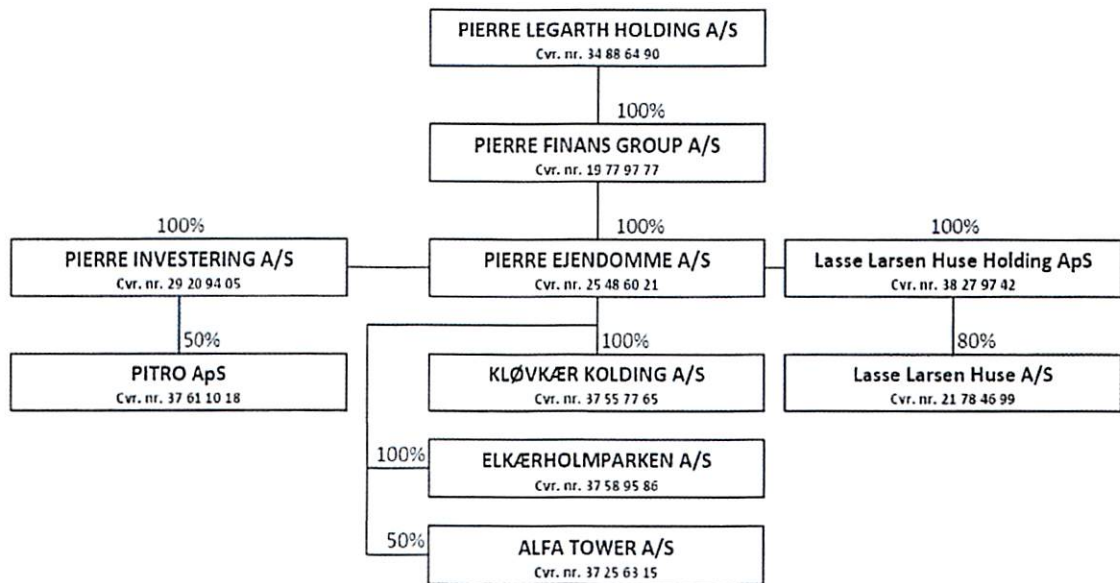 PIERRE LEGARTH HOLDING A/S
Cvr. nr. 34 88 64 90
100%
PIERRE FINANS GROUP A/S
Cvr. nr. 19 77 97 77
100%
100%
100%
PIERRE INVESTERING A/S
Cvr. nr. 29 20 94 05
PIERRE EJENDOMME A/S
Cvr. nr. 25 48 60 21
Lasse Larsen Huse Holding ApS
Cvr. nr. 38 27 97 42
50%
100%
80%
PITRO ApS
Cvr. nr. 37 61 10 18
KLØVKÆR KOLDING A/S
Cvr. nr. 37 55 77 65
Lasse Larsen Huse A/S
Cvr. nr. 21 78 46 99
100%
ELKÆRHOLMPARKEN A/S
Cvr. nr. 37 58 95 86
50%
ALFA TOWER A/S
Cvr. nr. 37 25 63 15